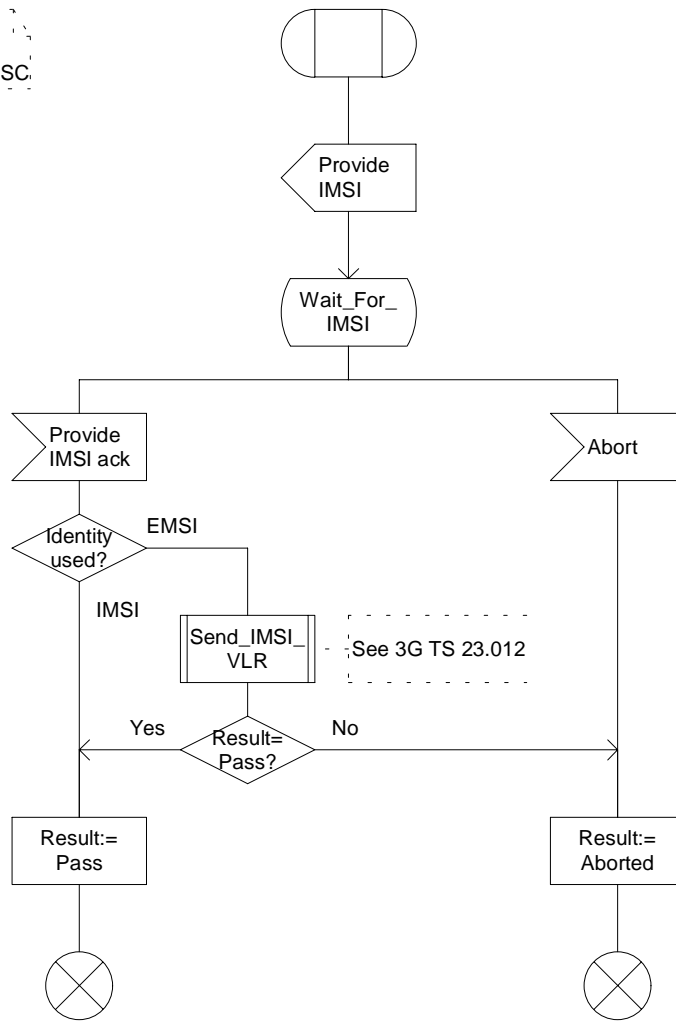 SC
Provide
IMSI
Wait_For_
IMSI
Provide
IMSI ack
Abort
Identity
used?
EMSI
IMSI
Send_IMSI_
VLR
See 3G TS 23.012
Yes
Result=
Pass?
No
Result:=
Pass
Result:=
Aborted